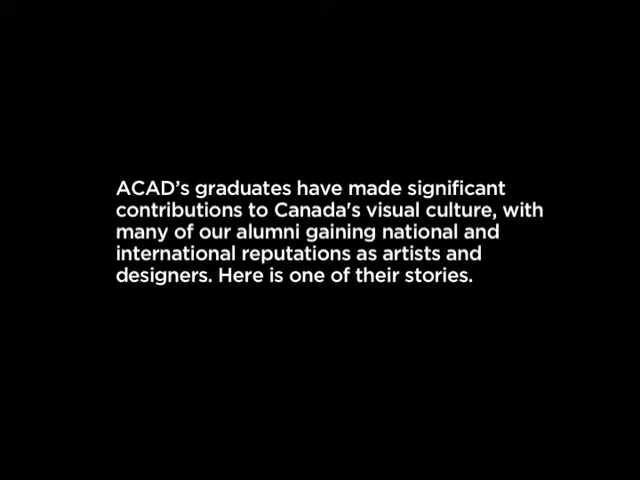 ACAD’s graduates have made significant
contributions to Canada's visual culture, with
many of our alumni gaining national and
international reputations as artists and
designers. Here is one of their stories.